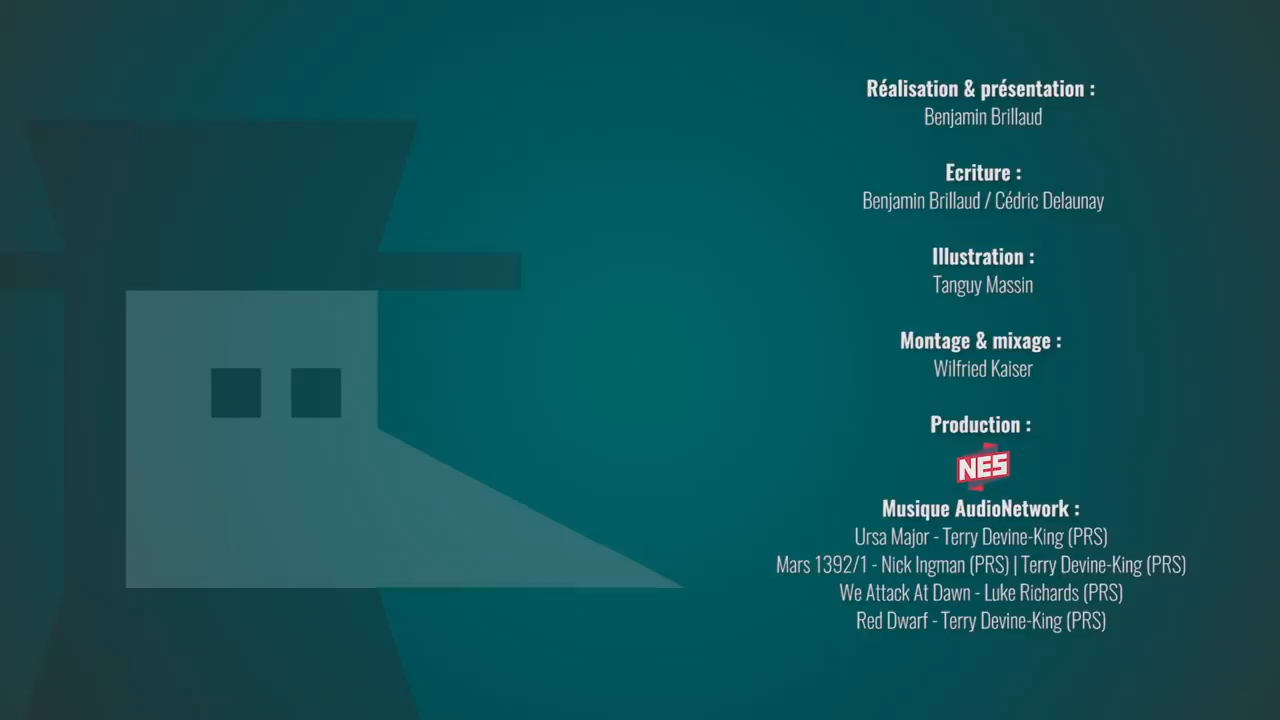 Réalisation & présentation :
Benjamin Brillaud
Ecriture :
Benjamin Brillaud / Cédric Delaunay
Illustration :
Tanguy Massin
Montage & mixage :
Wilfried Kaiser
Production :
NES
Musique AudioNetwork :
Ursa Major - Terry Devine-King (PRS)
Mars 1392/1 - Nick Ingman (PRS) | Terry Devine-King (PRS)
We Attack At Dawn - Luke Richards (PRS)
Red Dwarf - Terry Devine-King (PRS)